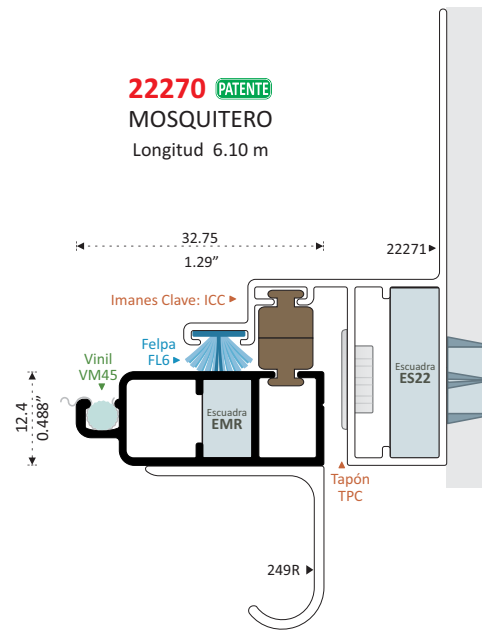 22270 PATENTE
MOSQUITERO
Longitud 6.10 m
32.75
1.29”
22271
Imanes Clave: ICC
Felpa
FL6
Vinil
VM45
12.4
0.488”
Escuadra
EMR
Escuadra
ES22
Tapón
TPC
249R